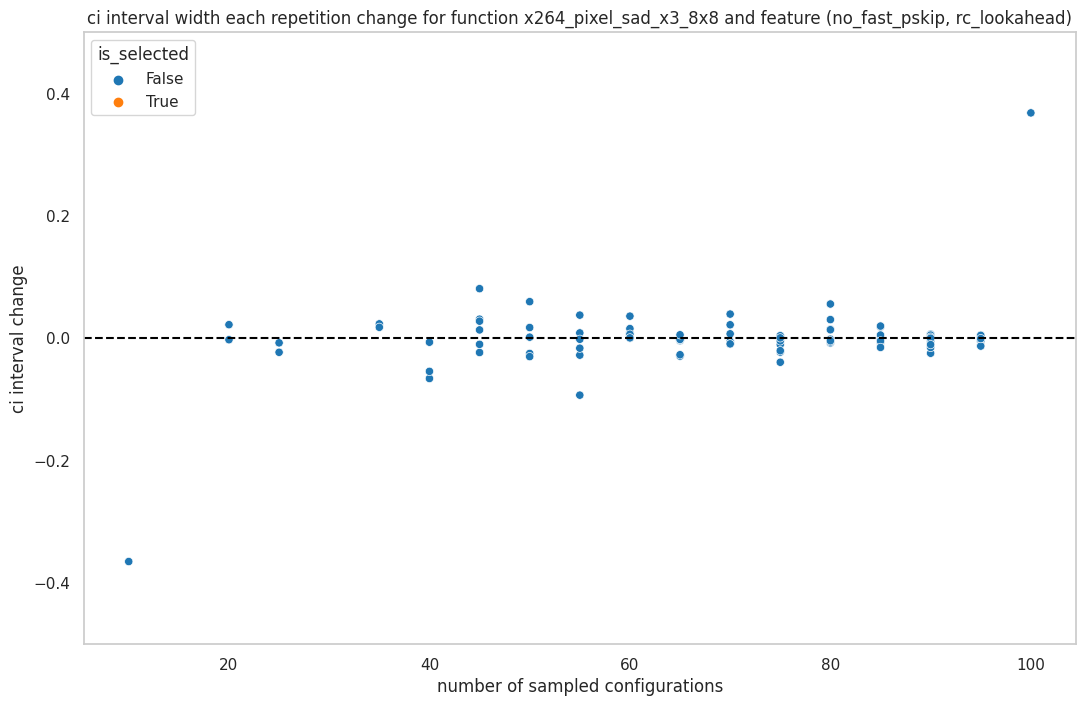 ci interval width each repetition change for function x264_pixel_sad_x3_8x8 and feature (no_fast_pskip, rc_lookahead)
is_selected
False
True
0.4
0.2
0.0
−0.2
−0.4
ci interval change
20 40 60 80 100
number of sampled configurations